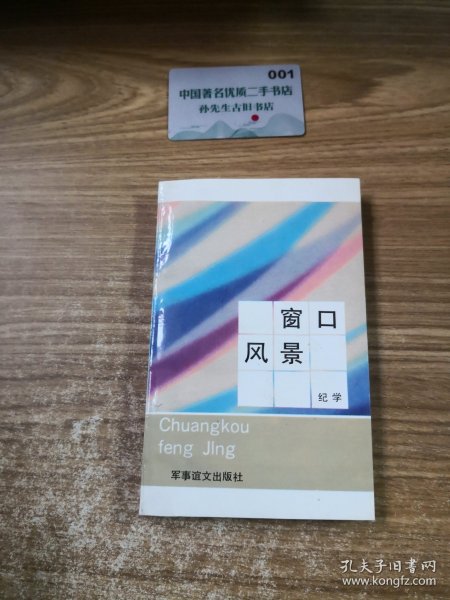 001
中国著名优质二手书店
孙先生古旧书店
窗口
风景
纪学
Chuangkou
feng JIng
军事谊文出版社
孔夫子旧书网
www.kongfz.com